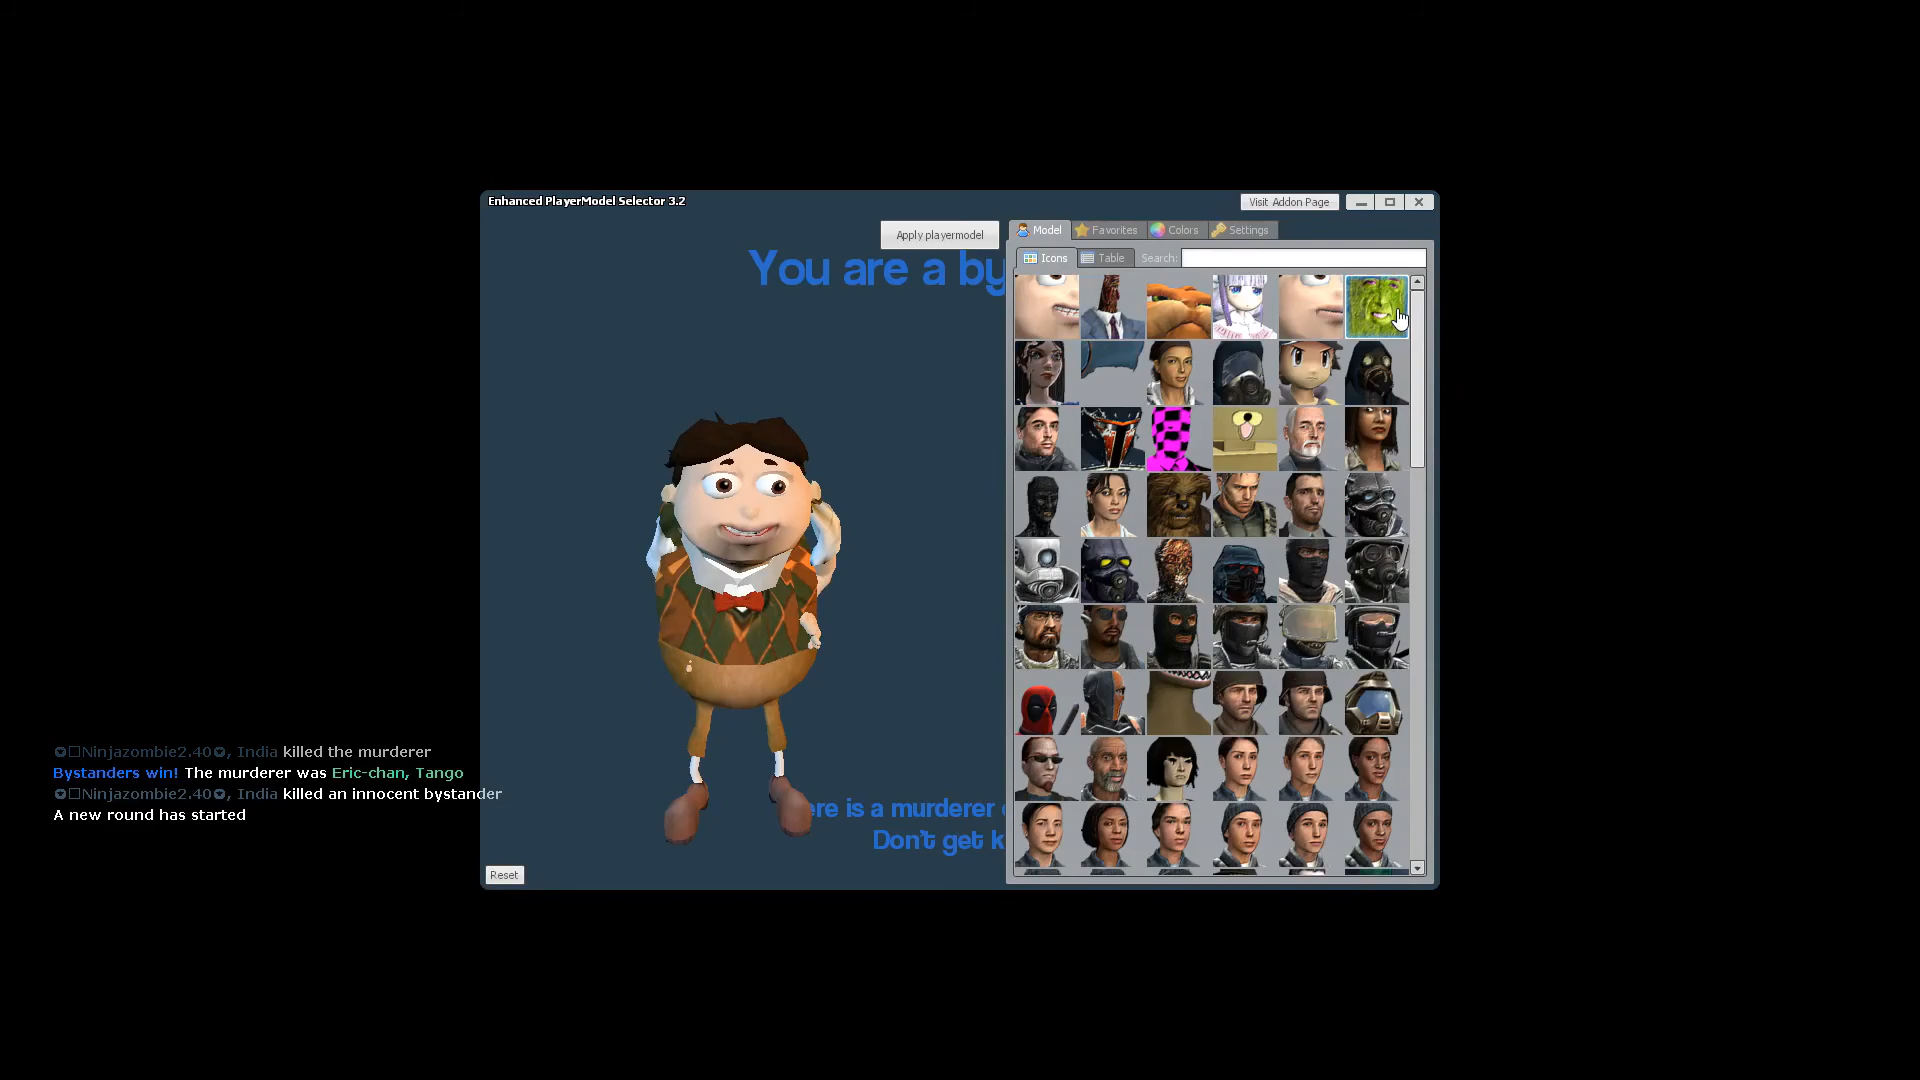 Enhanced PlayerModel Selector 3.2
Visit Addon Page
Apply playermodel
Model
Favorites
Colors
Settings
You are a by
Icons
Table
Search:
Ninjazombie2.40, India killed the murderer
Bystanders win! The murderer was Eric-chan, Tango
Ninjazombie2.40, India killed an innocent bystander
A new round has started
ere is a murderer
Don't get k
Reset